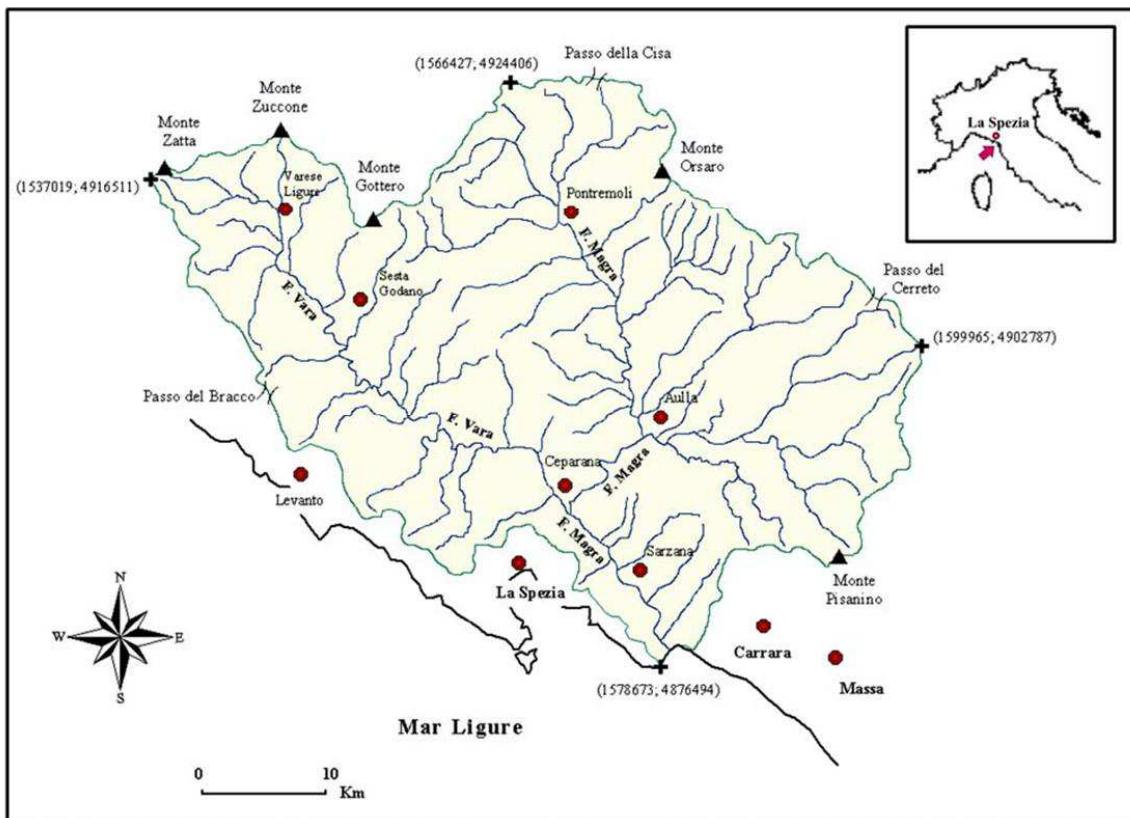 Passo della Cisa
(1566427; 4924406)
Monte
Zuccone
Monte
Zatta
(1537019; 4916511)
Varese
Ligure
Monte
Gottero
Monte
Orsaro
Pontremoli
F. Magra
La Spezia
Sesta
Godano
F. Vara
Passo del
Cerreto
(1599965; 4902787)
Passo del Bracco
Aulla
F. Vara
F. Magra
Ceparana
Levanto
F. Magra
Sarzana
La Spezia
Monte
Pisanino
Carrara
Massa
(1578673; 4876494)
N
W
E
S
Mar Ligure
0 10
Km